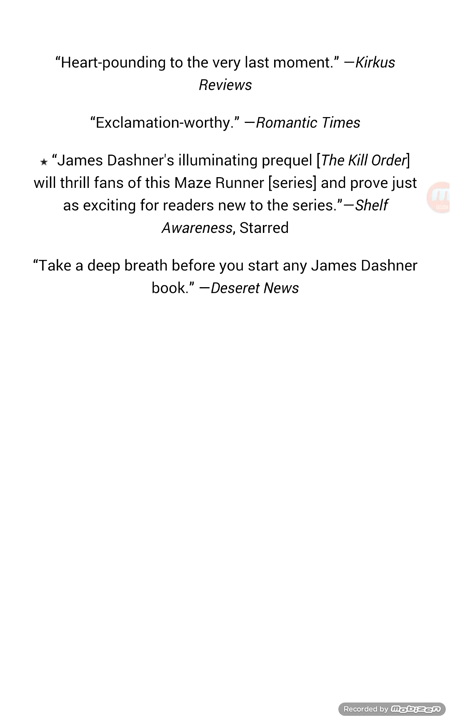 “Heart-pounding to the very last moment.” —Kirkus
Reviews
“Exclamation-worthy.” —Romantic Times
★ “James Dashner's illuminating prequel [The Kill Order]
will thrill fans of this Maze Runner [series] and prove just
as exciting for readers new to the series.”—Shelf
Awareness, Starred
“Take a deep breath before you start any James Dashner
book.” —Deseret News
Recorded by mobizen